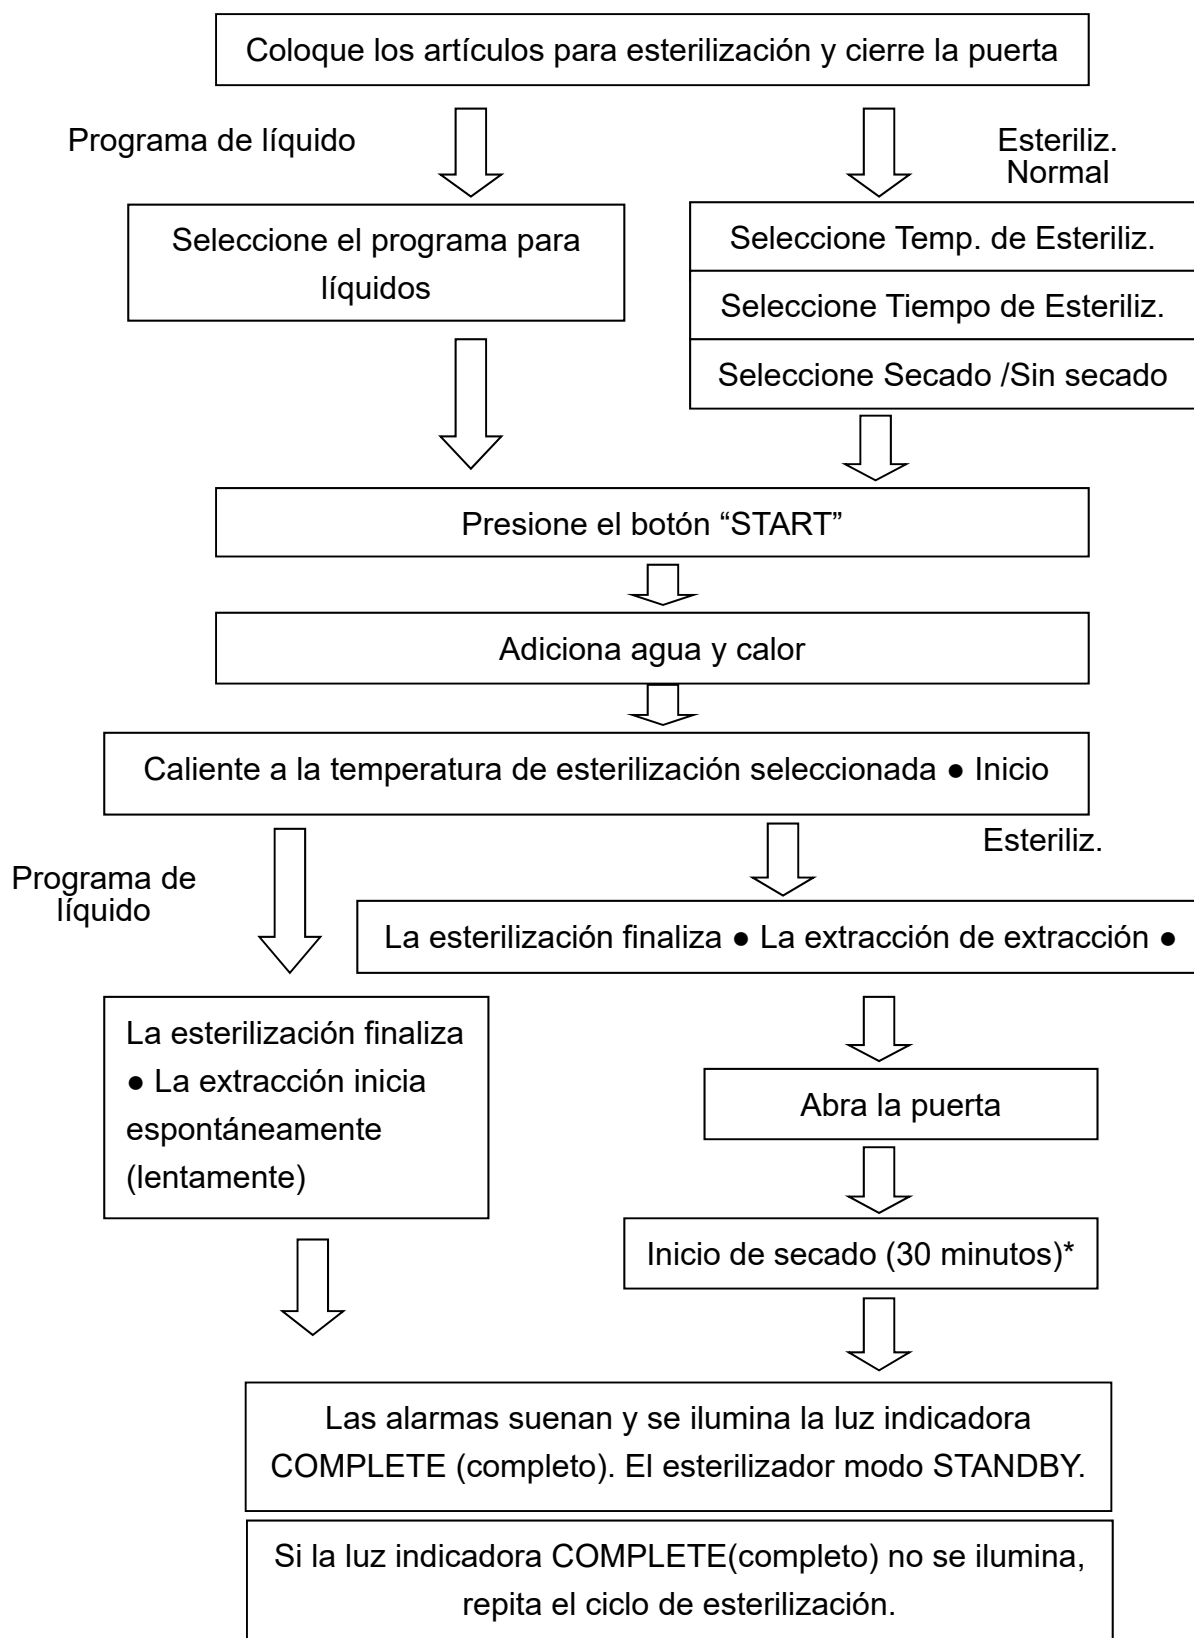 Coloque los artículos para esterilización y cierre la puerta
Programa de líquido
Esteriliz.
Normal
Seleccione el programa para
líquidos
Seleccione Temp. de Esteriliz.
Seleccione Tiempo de Esteriliz.
Seleccione Secado /Sin secado
Presione el botón “START”
Adiciona agua y calor
Caliente a la temperatura de esterilización seleccionada ● Inicio
Programa de
líquido
Esteriliz.
La esterilización finaliza ● La extracción de extracción ●
La esterilización finaliza
● La extracción inicia
espontáneamente
(lentamente)
Abra la puerta
Inicio de secado (30 minutos)*
Las alarmas suenan y se ilumina la luz indicadora
COMPLETE (completo). El esterilizador modo STANDBY.
Si la luz indicadora COMPLETE(completo) no se ilumina,
repita el ciclo de esterilización.